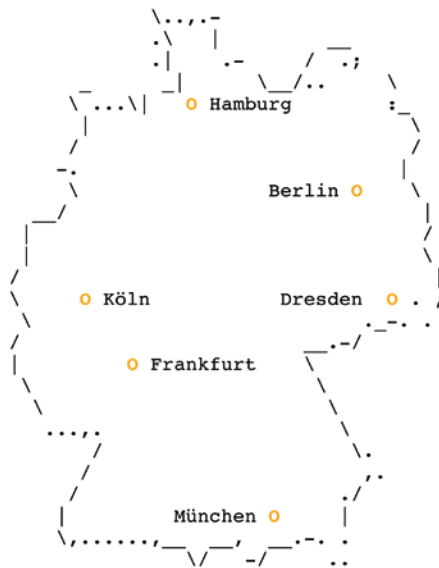 o Hamburg
Berlin o
o Köln
Dresden o
o Frankfurt
München o